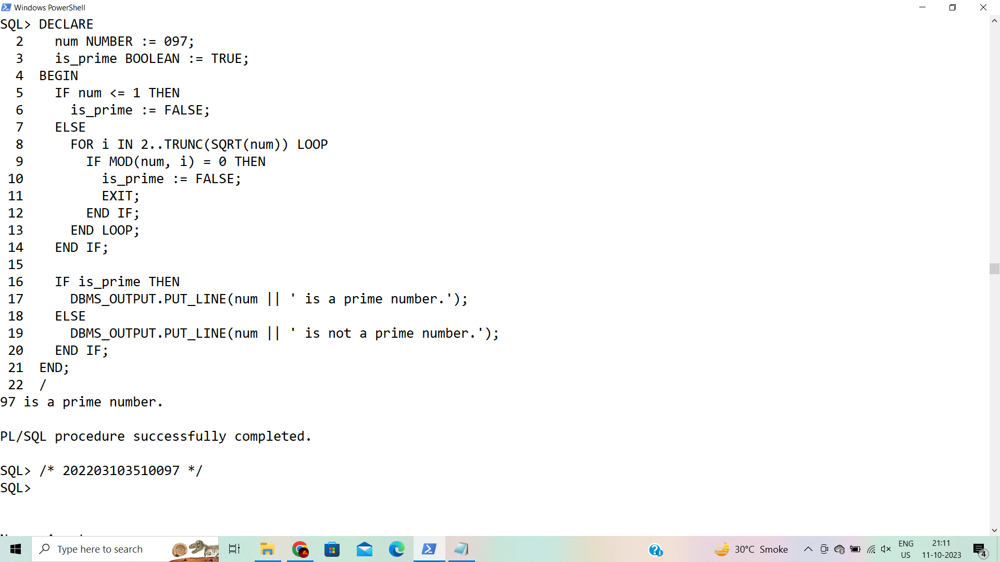 Windows PowerShell
SQL> DECLARE
  2    num NUMBER := 097;
  3    is_prime BOOLEAN := TRUE;
  4  BEGIN
  5    IF num <= 1 THEN
  6      is_prime := FALSE;
  7    ELSE
  8      FOR i IN 2..TRUNC(SQRT(num)) LOOP
  9        IF MOD(num, i) = 0 THEN
 10          is_prime := FALSE;
 11          EXIT;
 12        END IF;
 13      END LOOP;
 14    END IF;
 15
 16    IF is_prime THEN
 17      DBMS_OUTPUT.PUT_LINE(num || ' is a prime number.');
 18    ELSE
 19      DBMS_OUTPUT.PUT_LINE(num || ' is not a prime number.');
 20    END IF;
 21  END;
 22  /
97 is a prime number.
PL/SQL procedure successfully completed.
SQL> /* 202203103510097 */
SQL>
Type here to search
30°C Smoke
ENG
US
21:11
11-10-2023
4